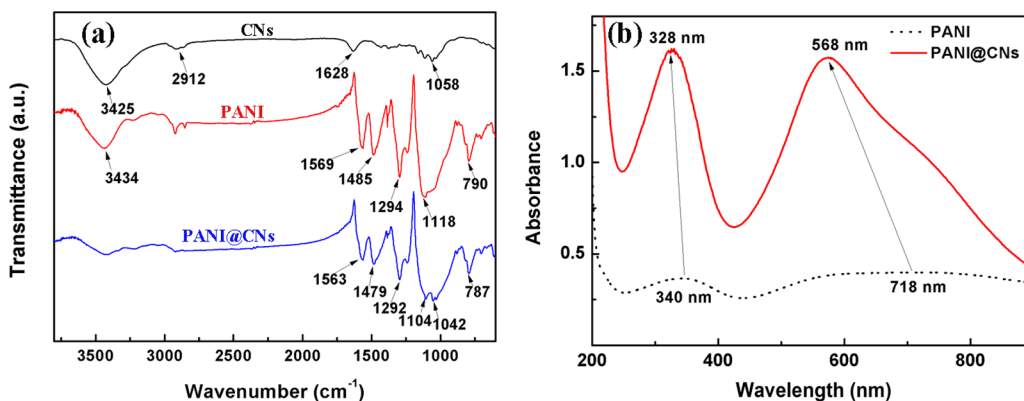 (a)
CNs
2912
1628
1058
3425
PANI
3434
1569
1485
1294
1118
790
PANI@CNs
1563
1479
1292
1104
1042
787
Transmittance (a.u.)
3500 3000 2500 2000 1500 1000
Wavenumber (cm⁻¹)
(b)
328 nm
568 nm
PANI
PANI@CNs
340 nm
718 nm
Absorbance
1.5
1.0
0.5
200 400 600 800
Wavelength (nm)